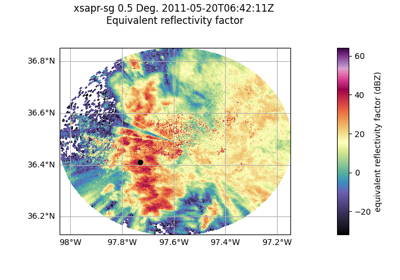 xsapr-sg 0.5 Deg. 2011-05-20T06:42:11Z
Equivalent reflectivity factor
36.8°N
36.6°N
36.4°N
36.2°N
98°W 97.8°W 97.6°W 97.4°W 97.2°W
60
40
20
0
−20
equivalent reflectivity factor (dBZ)